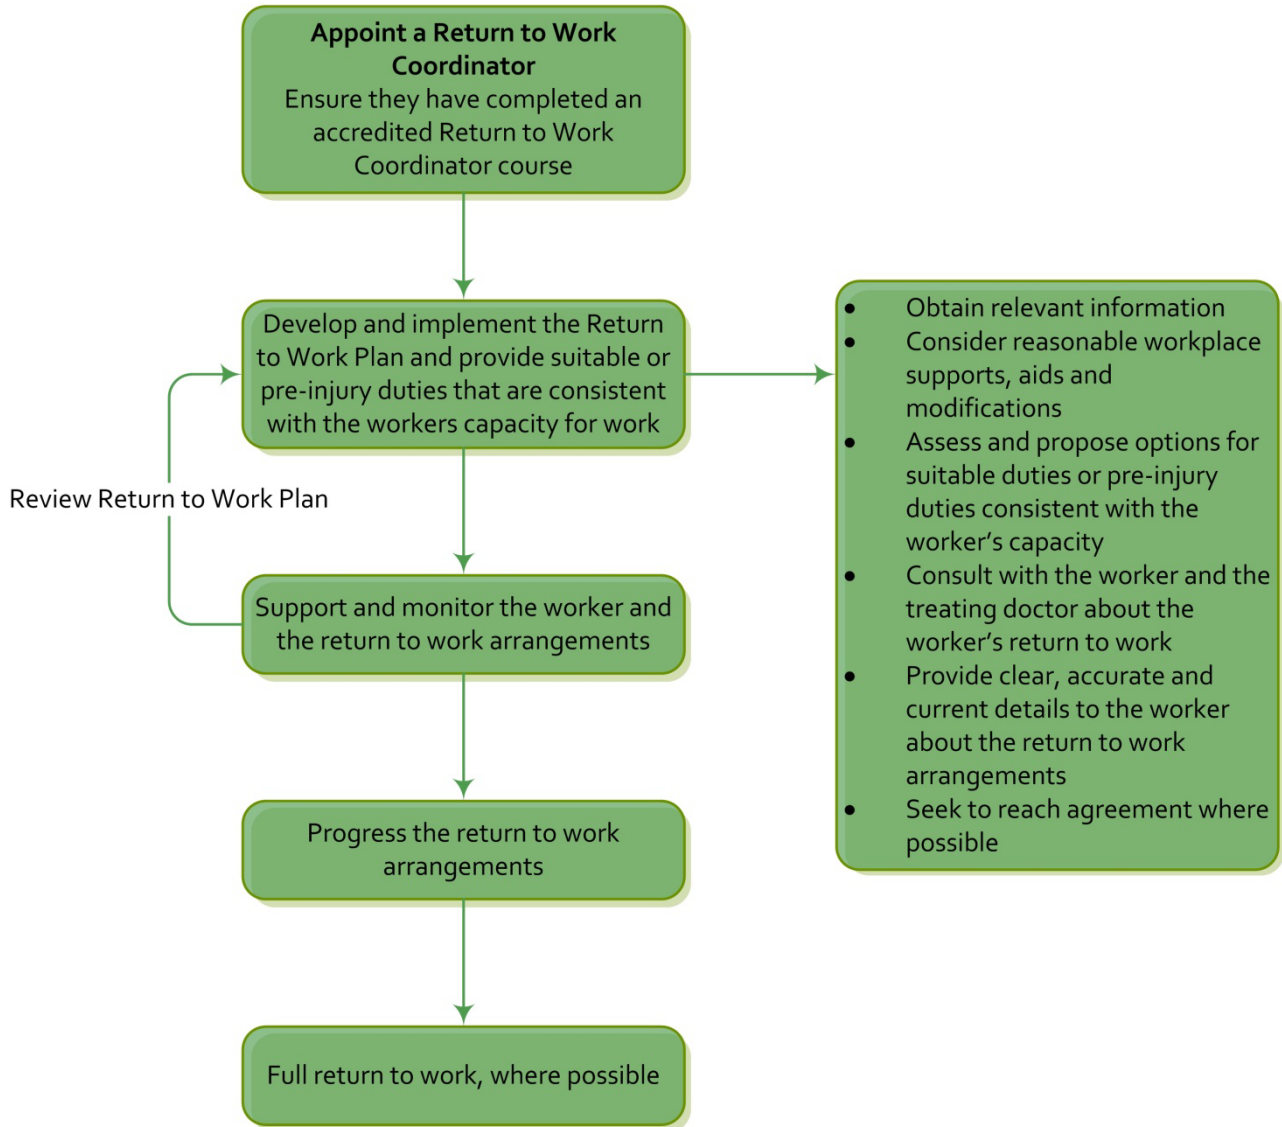 Appoint a Return to Work
Coordinator
Ensure they have completed an
accredited Return to Work
Coordinator course
Develop and implement the Return
to Work Plan and provide suitable or
pre-injury duties that are consistent
with the workers capacity for work
• Obtain relevant information
• Consider reasonable workplace
supports, aids and
modifications
• Assess and propose options for
suitable duties or pre-injury
duties consistent with the
worker's capacity
• Consult with the worker and the
treating doctor about the
worker's return to work
• Provide clear, accurate and
current details to the worker
about the return to work
arrangements
• Seek to reach agreement where
possible
Review Return to Work Plan
Support and monitor the worker and
the return to work arrangements
Progress the return to work
arrangements
Full return to work, where possible